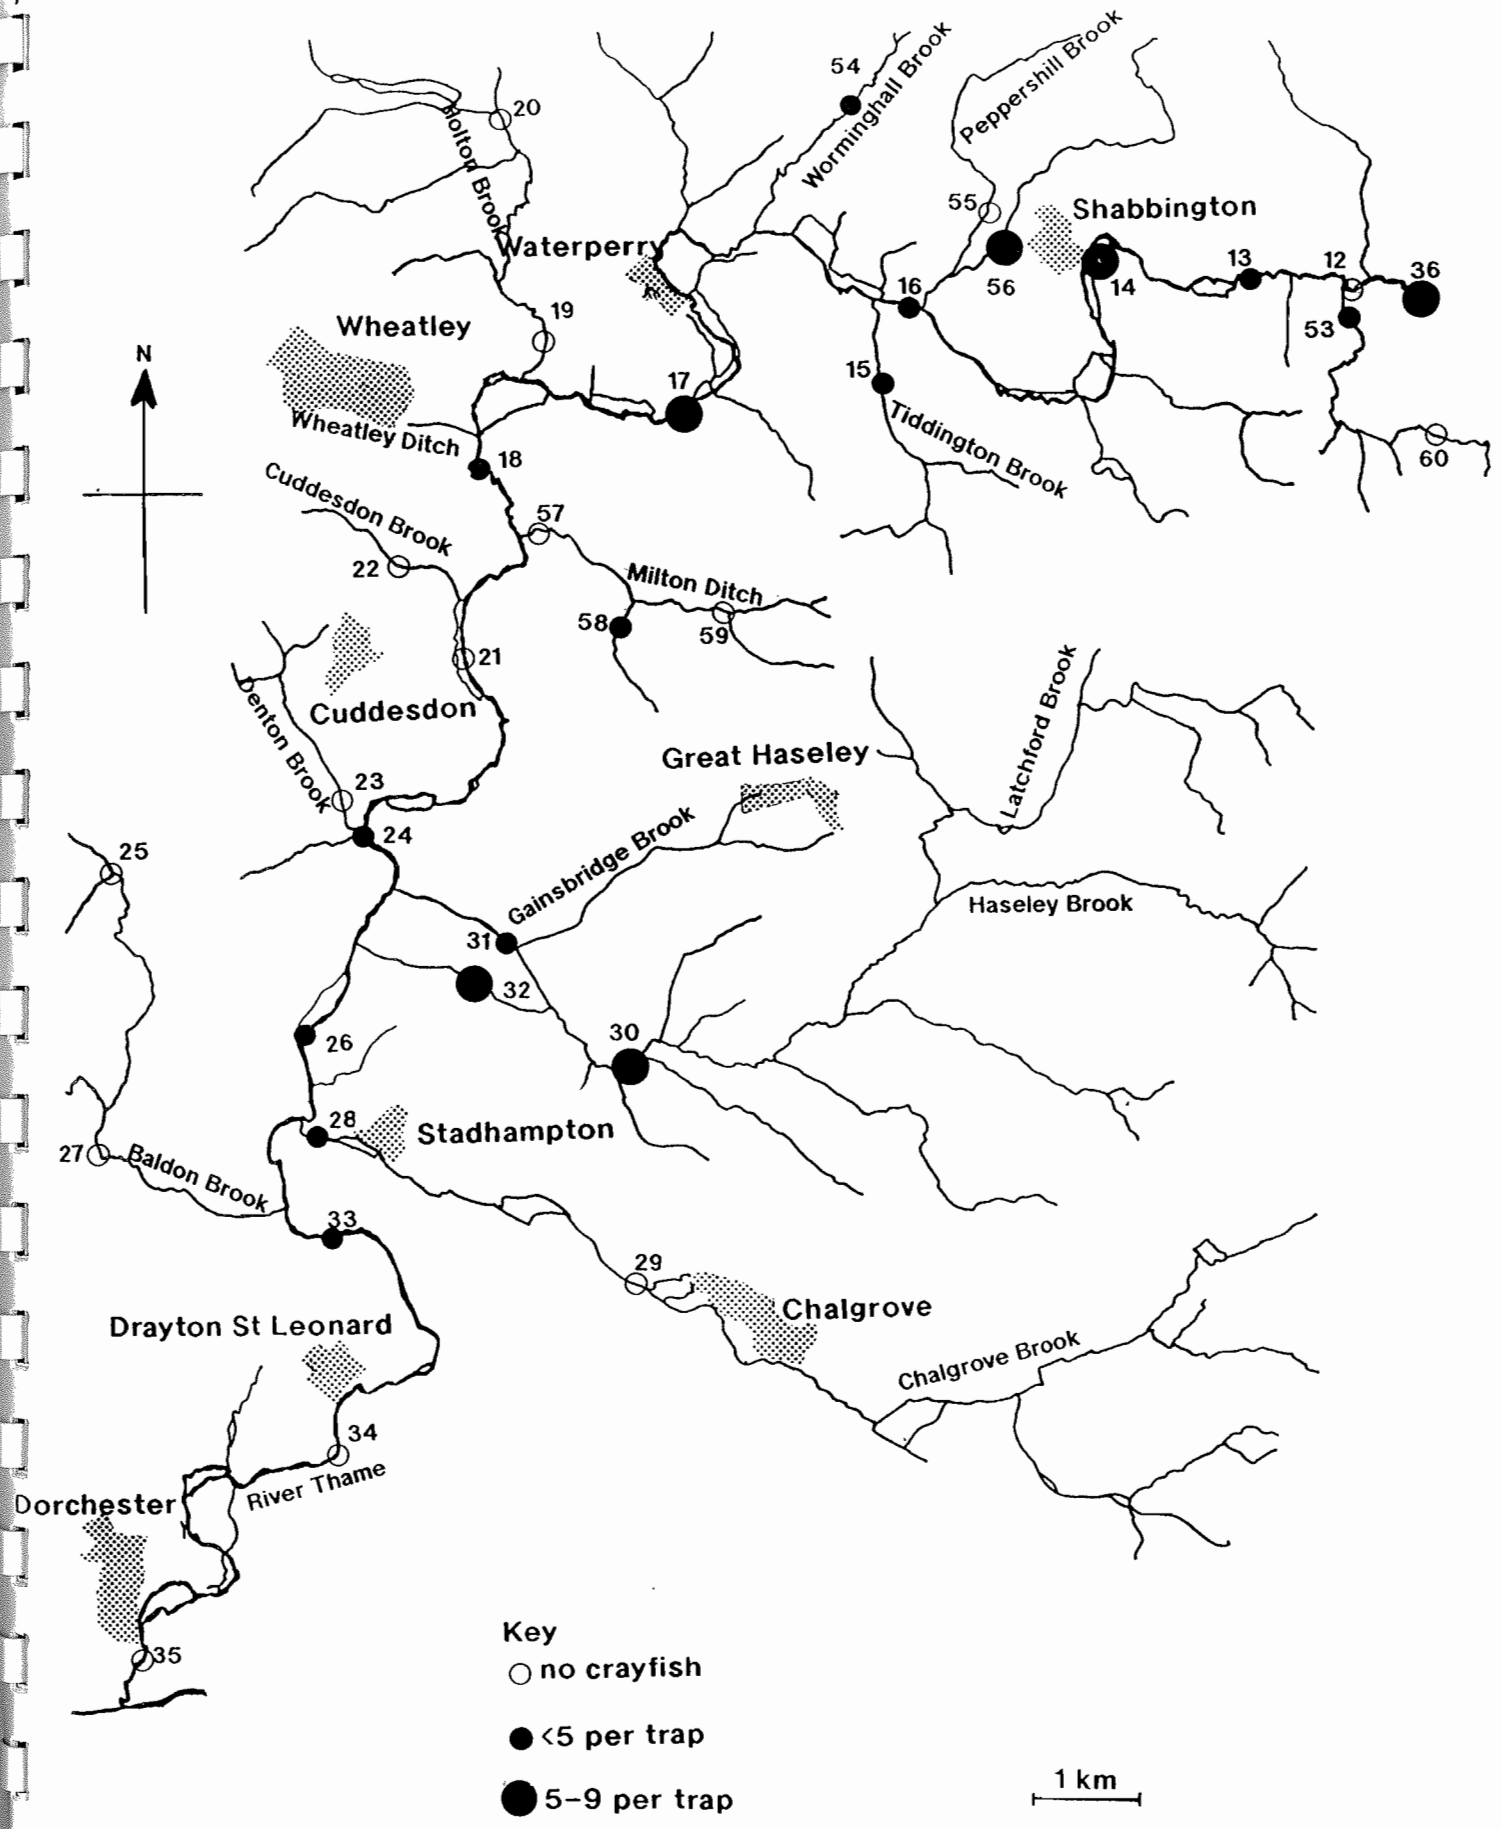 54
Worminghall Brook
Peppershill Brook
20
Holton Brook
55
Shabbington
Waterperry
56
14
13
12
36
16
53
19
Wheatley
N
17
15
Wheatley Ditch
18
Tiddington Brook
60
Cuddesdon Brook
57
22
Milton Ditch
58
59
21
Cuddesdon
Denton Brook
Latchford Brook
Great Haseley
23
24
25
Gainsbridge Brook
Haseley Brook
31
32
30
26
28
Stadhampton
27
Baldon Brook
33
29
Chalgrove
Drayton St Leonard
Chalgrove Brook
34
River Thame
Dorchester
35
Key
no crayfish
<5 per trap
5–9 per trap
1 km